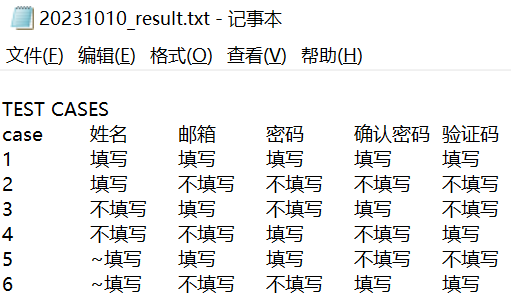 20231010_result.txt - 记事本
文件(F) 编辑(E) 格式(O) 查看(V) 帮助(H)
TEST CASES
case 姓名 邮箱 密码 确认密码 验证码
1 填写 填写 填写 填写 填写
2 填写 不填写 不填写 不填写 不填写
3 不填写 填写 不填写 填写 不填写
4 不填写 不填写 填写 不填写 填写
5 ~填写 填写 填写 不填写 不填写
6 ~填写 不填写 不填写 填写 填写